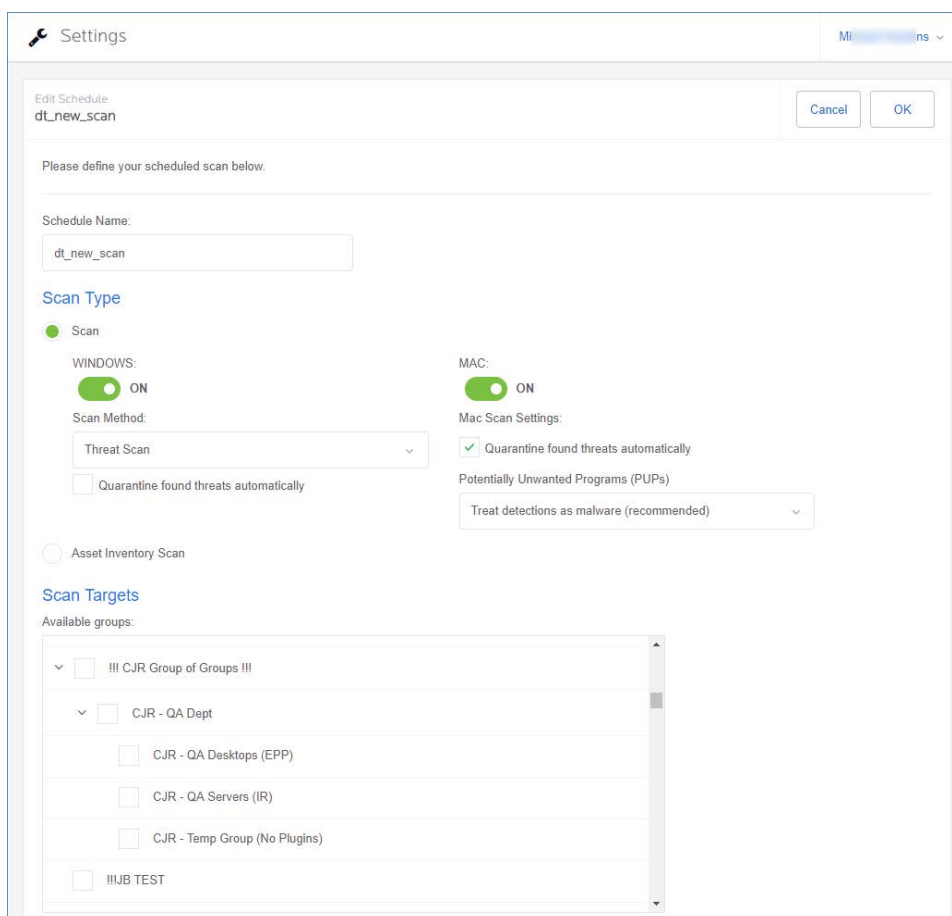 Settings
Mi ns
Edit Schedule
dt_new_scan
Cancel
OK
Please define your scheduled scan below.
Schedule Name:
dt_new_scan
Scan Type
Scan
WINDOWS:
ON
Scan Method:
Threat Scan
Quarantine found threats automatically
MAC:
ON
Mac Scan Settings:
Quarantine found threats automatically
Potentially Unwanted Programs (PUPs)
Treat detections as malware (recommended)
Asset Inventory Scan
Scan Targets
Available groups:
!!! CJR Group of Groups !!!
CJR - QA Dept
CJR - QA Desktops (EPP)
CJR - QA Servers (IR)
CJR - Temp Group (No Plugins)
!!!JB TEST